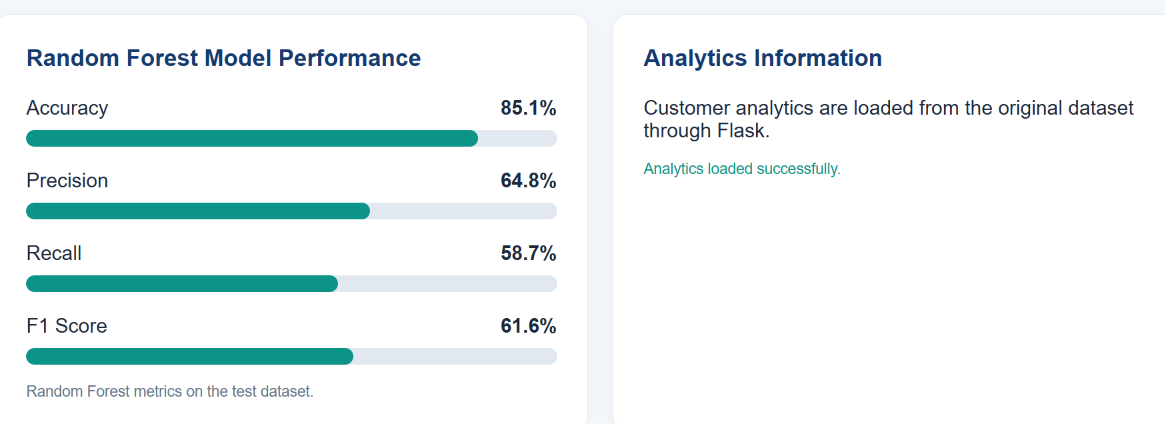 Random Forest Model Performance
Accuracy 85.1%
Precision 64.8%
Recall 58.7%
F1 Score 61.6%
Random Forest metrics on the test dataset.
Analytics Information
Customer analytics are loaded from the original dataset
through Flask.
Analytics loaded successfully.